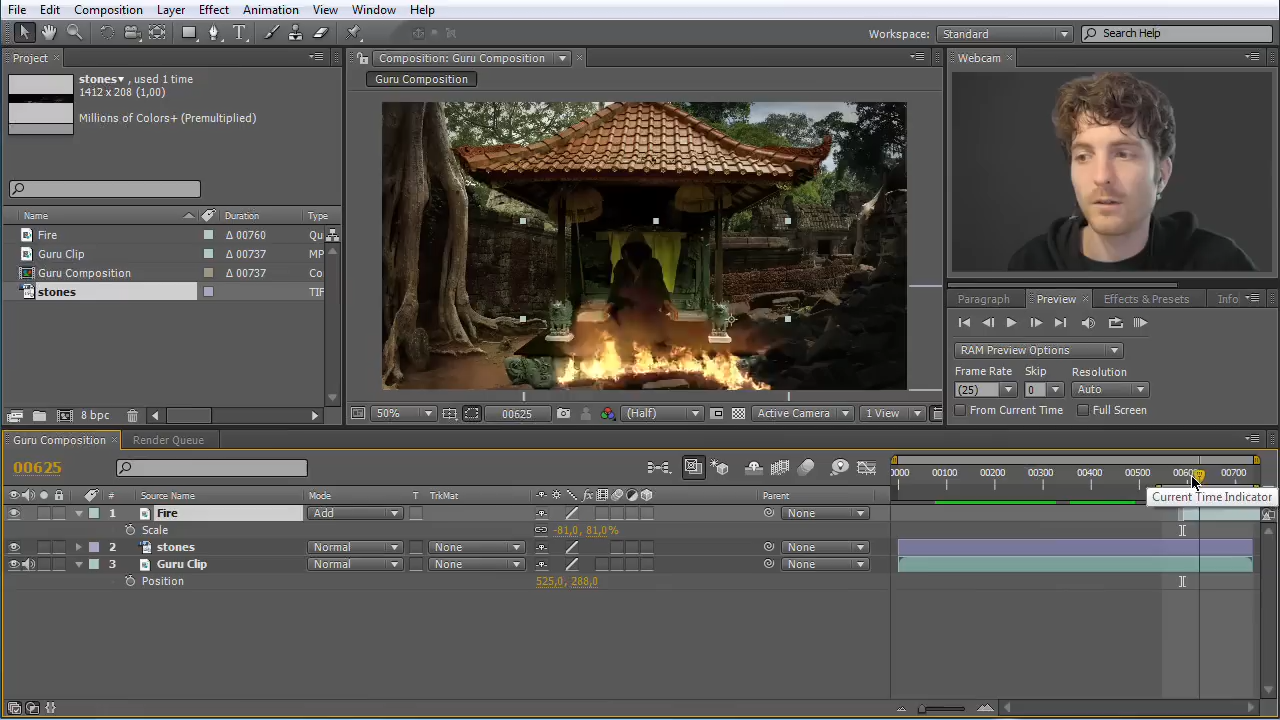 File Edit Composition Layer Effect Animation View Window Help
Workspace: Standard Search Help
Project
stones , used 1 time
1412 x 208 (1,00)
Millions of Colors+ (Premultiplied)
Name Duration Type
Fire Δ 00760 Qu
Guru Clip Δ 00737 MP
Guru Composition Δ 00737 Co
stones TIF
8 bpc
Composition: Guru Composition
Guru Composition
50% 00625 (Half) Active Camera 1 View
Webcam
Paragraph Preview Effects & Presets Info
RAM Preview Options
Frame Rate Skip Resolution
(25) 0 Auto
From Current Time Full Screen
Guru Composition Render Queue
00625
0000 00100 00200 00300 00400 00500 00700
Current Time Indicator
# Source Name Mode T TrkMat Parent
1 Fire Add None
Scale -81,0, 81,0%
2 stones Normal None None
3 Guru Clip Normal None None
Position 525,0, 288,0